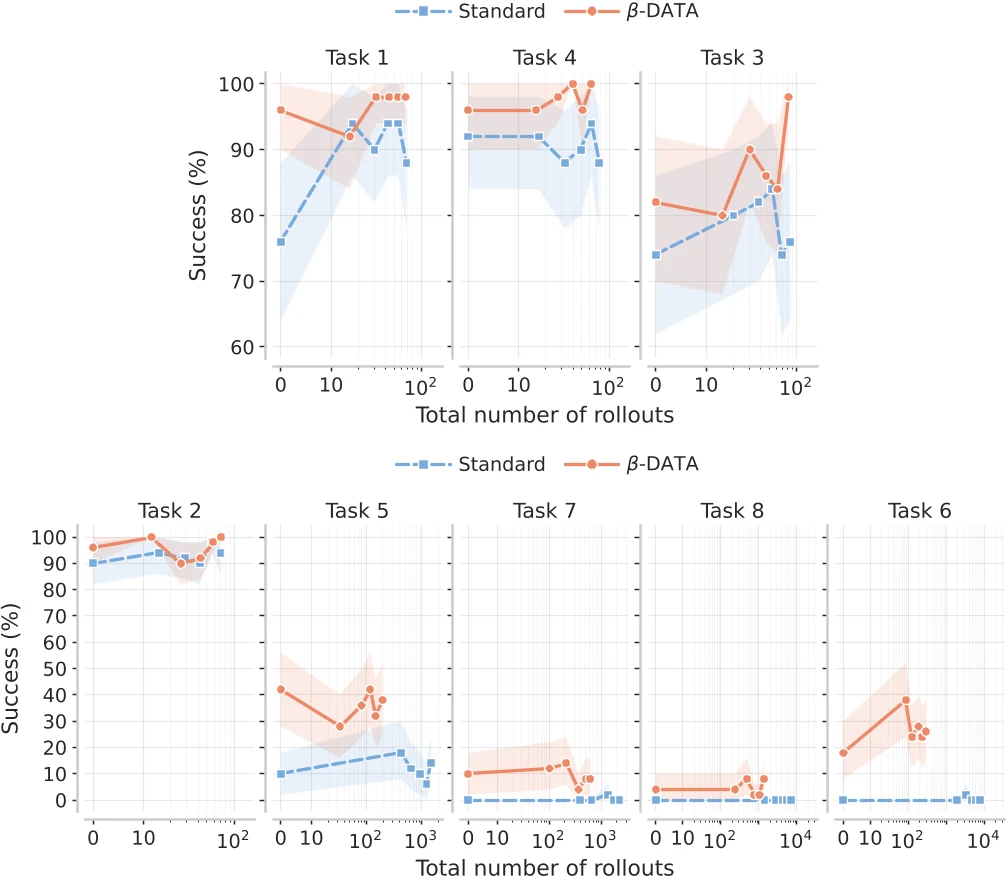 Standard β-DATA
Task 1 Task 4 Task 3
Success (%)
100
90
80
70
60
0 10 10² 0 10 10² 0 10 10²
Total number of rollouts
Standard β-DATA
Task 2 Task 5 Task 7 Task 8 Task 6
Success (%)
100
90
80
70
60
50
40
30
20
10
0
0 10 10² 0 10 10² 10³ 0 10 10² 10³ 0 10 10² 10⁴ 0 10 10² 10⁴
Total number of rollouts